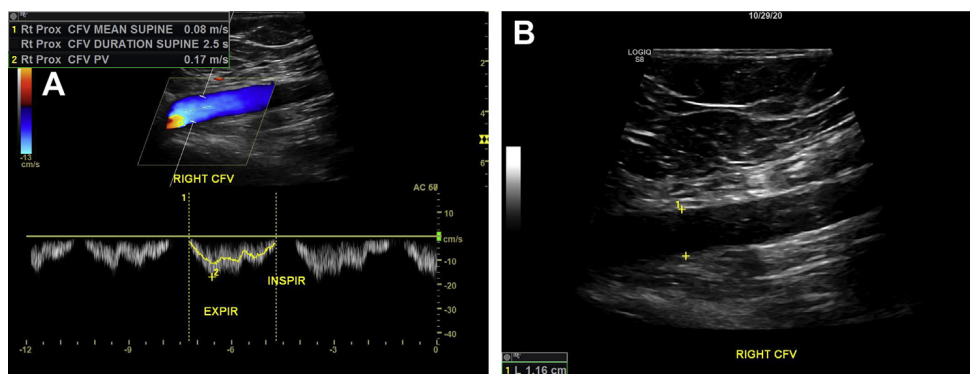 1 Rt Prox CFV MEAN SUPINE 0.08 m/s
Rt Prox CFV DURATION SUPINE 2.5 s
2 Rt Prox CFV PV 0.17 m/s
A
2
4
6
-13
cm/s
RIGHT CFV
1
AC 60
10
cm/s
-10
-20
-30
-40
2
INSPIR
EXPIR
-12
-9
-6
-3
0
B
10/29/20
LOGIQ
S8
1
RIGHT CFV
1 L 1.16 cm